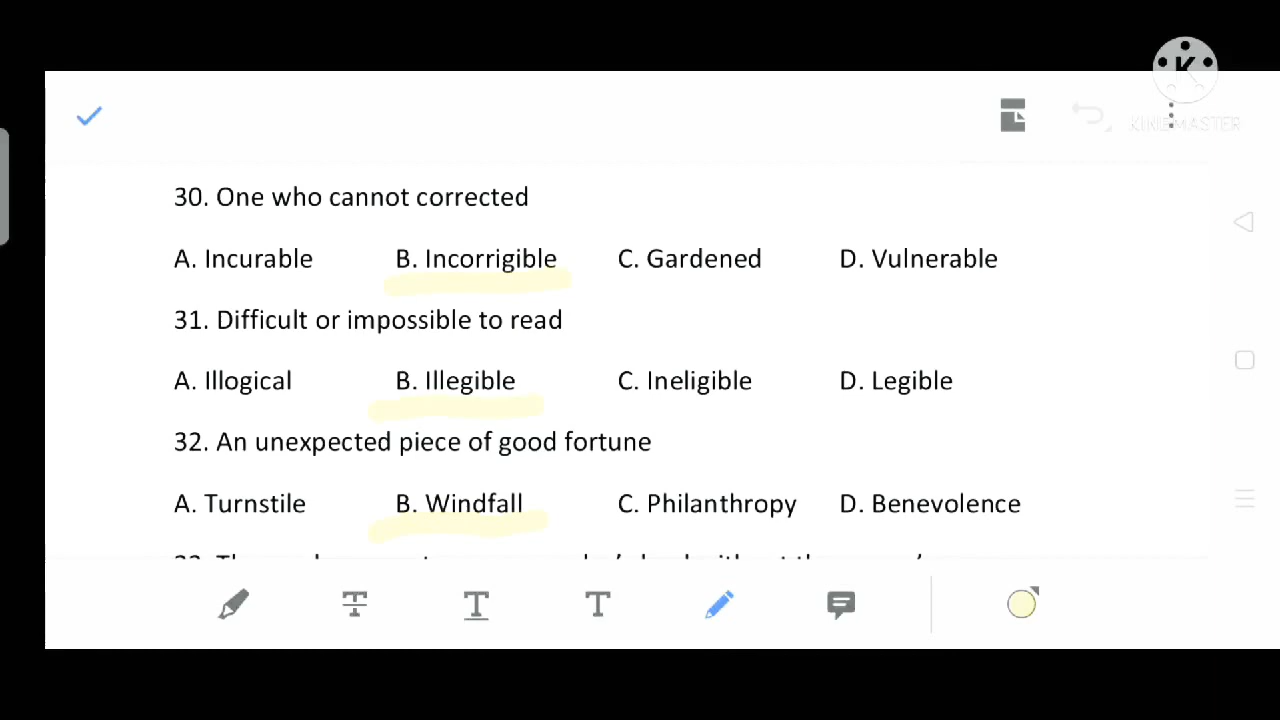 KINEMASTER
30. One who cannot corrected
A. Incurable B. Incorrigible C. Gardened D. Vulnerable
31. Difficult or impossible to read
A. Illogical B. Illegible C. Ineligible D. Legible
32. An unexpected piece of good fortune
A. Turnstile B. Windfall C. Philanthropy D. Benevolence